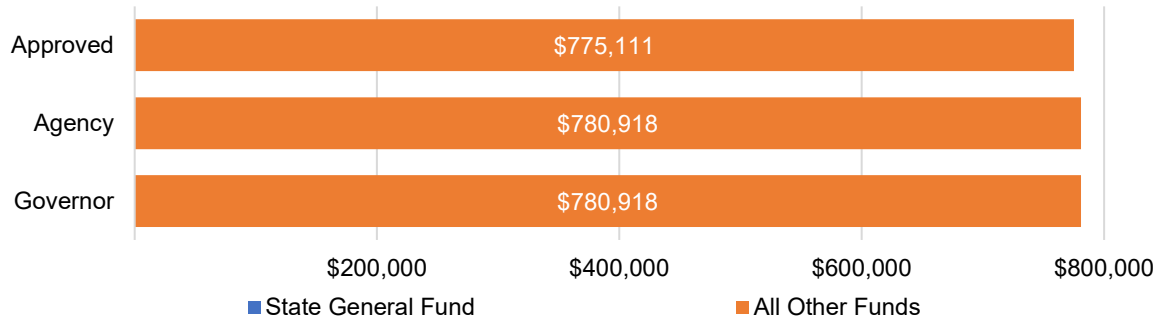 Approved $775,111
Agency $780,918
Governor $780,918
$200,000 $400,000 $600,000 $800,000
State General Fund All Other Funds